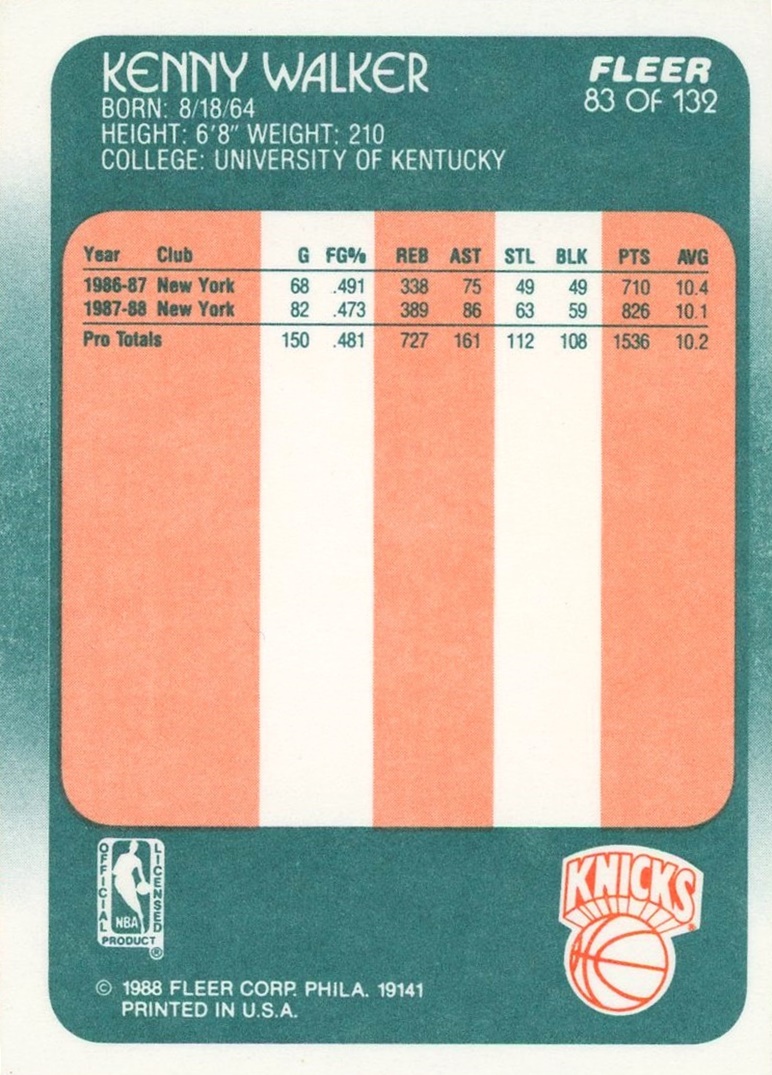 KENNY WALKER
BORN: 8/18/64
HEIGHT: 6'8" WEIGHT: 210
COLLEGE: UNIVERSITY OF KENTUCKY
FLEER
83 OF 132
Year Club G FG% REB AST STL BLK PTS AVG
1986-87 New York 68 .491 338 75 49 49 710 10.4
1987-88 New York 82 .473 389 86 63 59 826 10.1
Pro Totals 150 .481 727 161 112 108 1536 10.2
OFFICIAL
LICENSED
NBA
PRODUCT
®
KNICKS
®
© 1988 FLEER CORP. PHILA. 19141
PRINTED IN U.S.A.